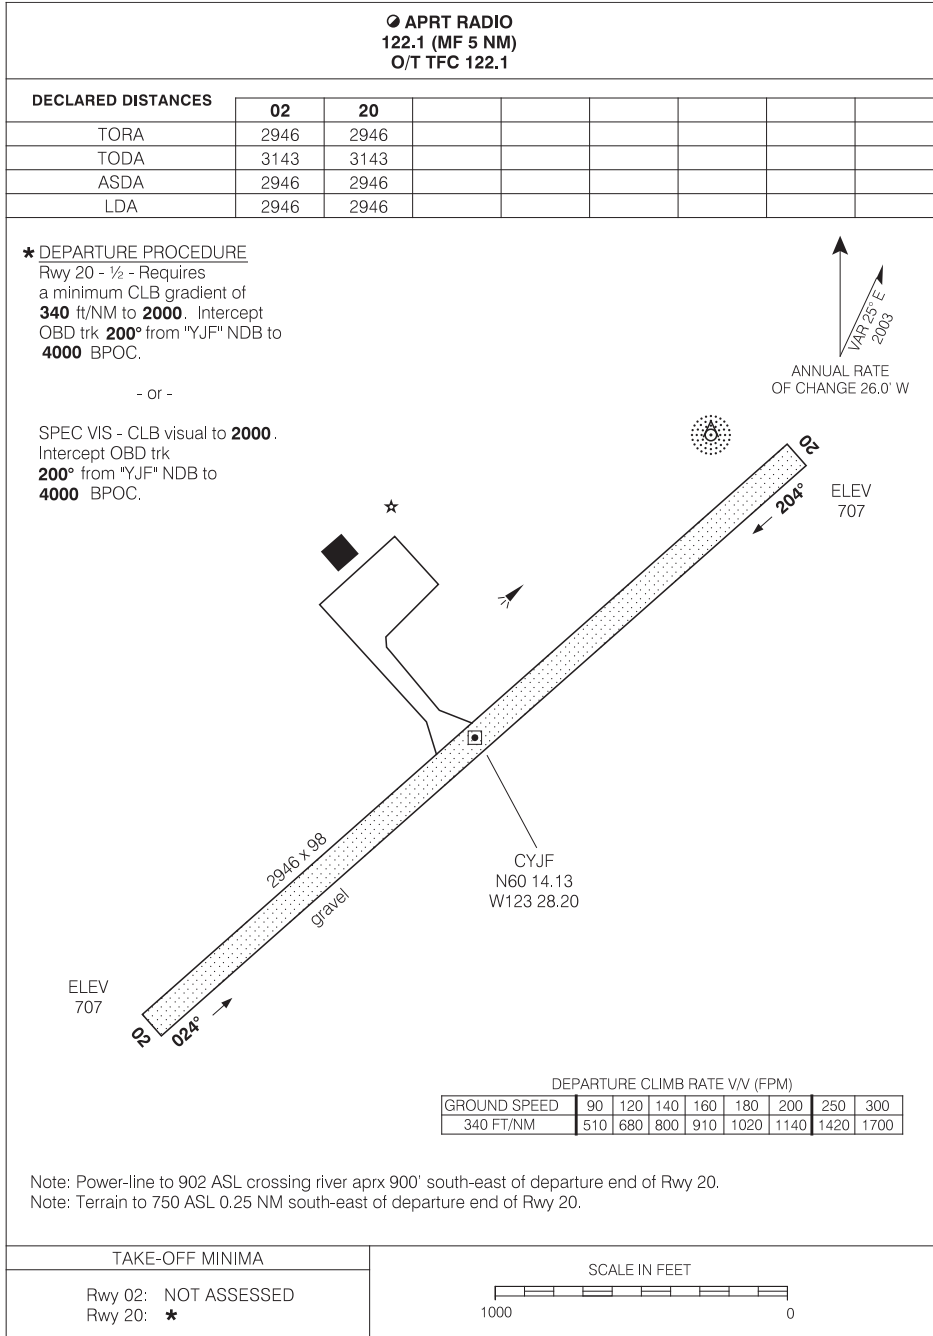 APRT RADIO
122.1 (MF 5 NM)
O/T TFC 122.1
DECLARED DISTANCES 02 20
TORA 2946 2946
TODA 3143 3143
ASDA 2946 2946
LDA 2946 2946
* DEPARTURE PROCEDURE
Rwy 20 - ½ - Requires
a minimum CLB gradient of
340 ft/NM to 2000. Intercept
OBD trk 200° from "YJF" NDB to
4000 BPOC.
- or -
SPEC VIS - CLB visual to 2000.
Intercept OBD trk
200° from "YJF" NDB to
4000 BPOC.
VAR 25° E
2003
ANNUAL RATE
OF CHANGE 26.0' W
A
20
204°
ELEV
707
2946 x 98
gravel
CYJF
N60 14.13
W123 28.20
ELEV
707
02
024°
DEPARTURE CLIMB RATE V/V (FPM)
GROUND SPEED 90 120 140 160 180 200 250 300
340 FT/NM 510 680 800 910 1020 1140 1420 1700
Note: Power-line to 902 ASL crossing river aprx 900' south-east of departure end of Rwy 20.
Note: Terrain to 750 ASL 0.25 NM south-east of departure end of Rwy 20.
TAKE-OFF MINIMA
Rwy 02: NOT ASSESSED
Rwy 20: *
SCALE IN FEET
1000 0